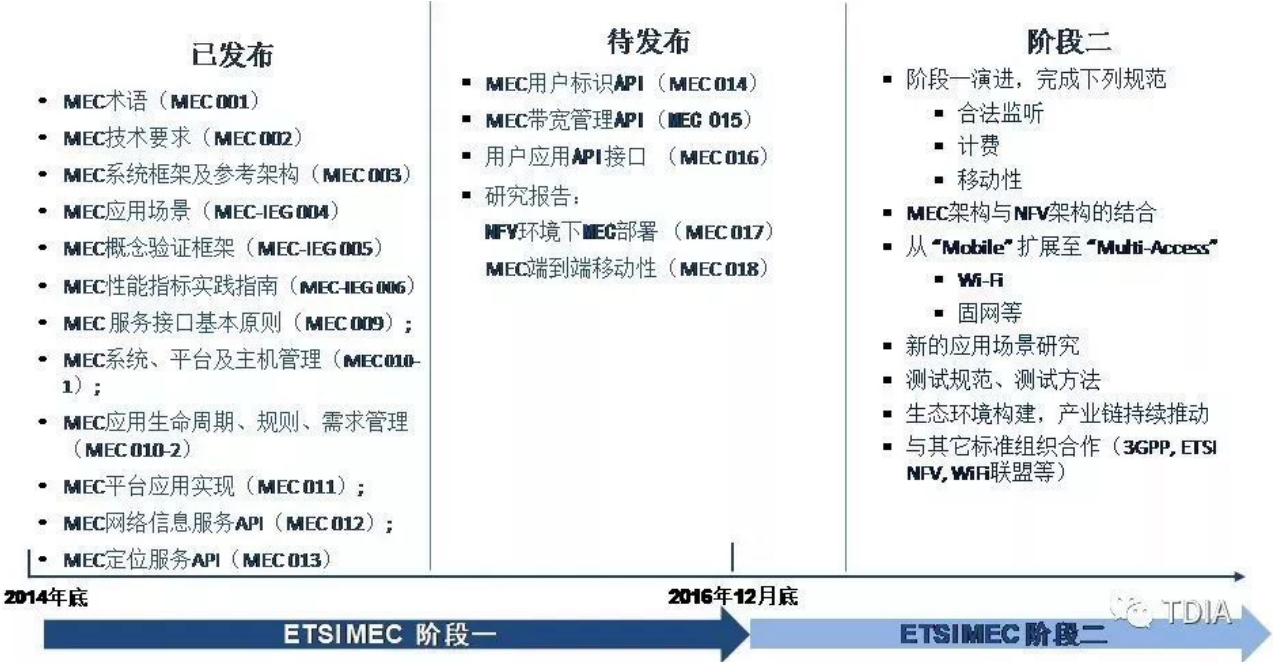 已发布
• MEC术语（MEC 001）
• MEC技术要求（MEC 002）
• MEC系统框架及参考架构（MEC 003）
• MEC应用场景（MEC-IEG 004）
• MEC概念验证框架（MEC-IEG 005）
• MEC性能指标实践指南（MEC-IEG 006）
• MEC 服务接口基本原则（MEC 009）;
• MEC系统、平台及主机管理（MEC 010-
1）;
• MEC应用生命周期、规则、需求管理
（MEC 010-2）
• MEC平台应用实现（MEC 011）;
• MEC网络信息服务API（MEC 012）;
• MEC定位服务API（MEC 013）
待发布
▪ MEC用户标识API（MEC 014）
▪ MEC带宽管理API（MEC 015）
▪ 用户应用API接口 （MEC 016）
▪ 研究报告：
NFV环境下MEC部署（MEC 017）
MEC端到端移动性（MEC 018）
阶段二
▪ 阶段一演进，完成下列规范
▪ 合法监听
▪ 计费
▪ 移动性
▪ MEC架构与NFV架构的结合
▪ 从“Mobile”扩展至“Multi-Access”
▪ Wi-Fi
▪ 固网等
▪ 新的应用场景研究
▪ 测试规范、测试方法
▪ 生态环境构建，产业链持续推动
▪ 与其它标准组织合作（3GPP, ETSI
NFV, WiFi联盟等）
2014年底
2016年12月底
TDIA
ETSI MEC 阶段一
ETSI MEC 阶段二